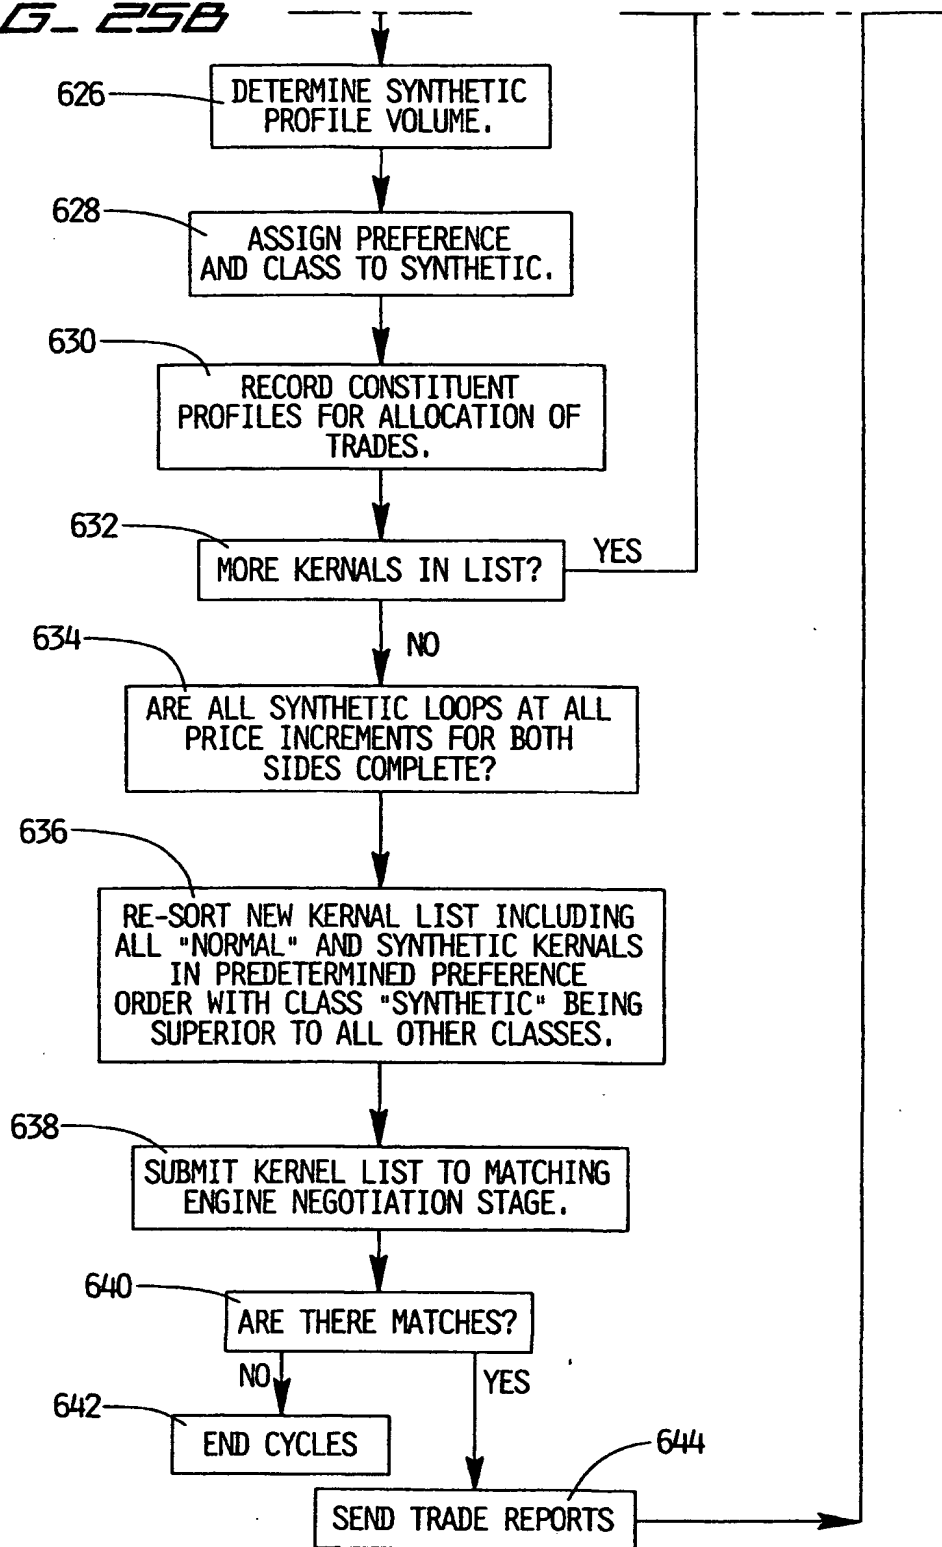 G_ 25B
626
DETERMINE SYNTHETIC
PROFILE VOLUME.
628
ASSIGN PREFERENCE
AND CLASS TO SYNTHETIC.
630
RECORD CONSTITUENT
PROFILES FOR ALLOCATION OF
TRADES.
632
MORE KERNALS IN LIST?
YES
NO
634
ARE ALL SYNTHETIC LOOPS AT ALL
PRICE INCREMENTS FOR BOTH
SIDES COMPLETE?
636
RE-SORT NEW KERNAL LIST INCLUDING
ALL "NORMAL" AND SYNTHETIC KERNALS
IN PREDETERMINED PREFERENCE
ORDER WITH CLASS "SYNTHETIC" BEING
SUPERIOR TO ALL OTHER CLASSES.
638
SUBMIT KERNEL LIST TO MATCHING
ENGINE NEGOTIATION STAGE.
640
ARE THERE MATCHES?
NO
YES
642
END CYCLES
644
SEND TRADE REPORTS